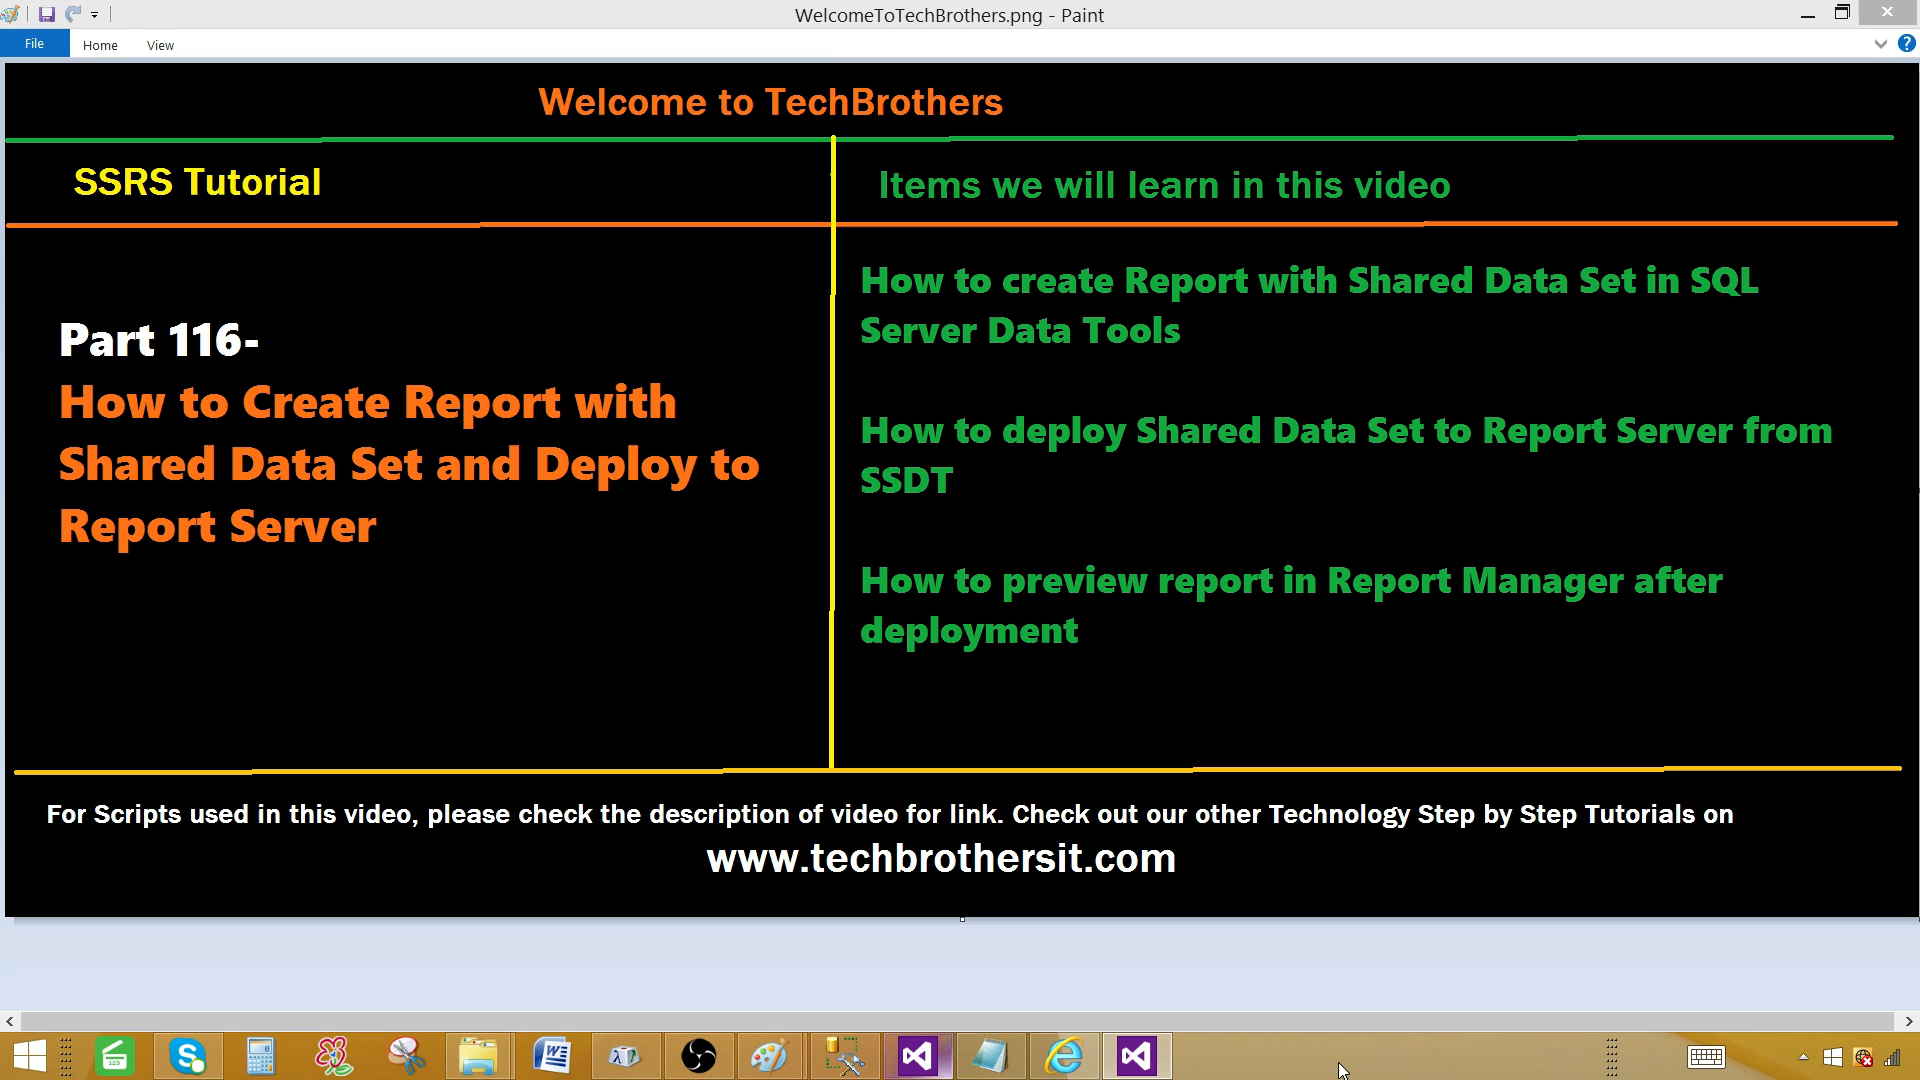 WelcomeToTechBrothers.png - Paint
File
Home
View
Welcome to TechBrothers
SSRS Tutorial
Items we will learn in this video
Part 116-
How to Create Report with
Shared Data Set and Deploy to
Report Server
How to create Report with Shared Data Set in SQL
Server Data Tools
How to deploy Shared Data Set to Report Server from
SSDT
How to preview report in Report Manager after
deployment
For Scripts used in this video, please check the description of video for link. Check out our other Technology Step by Step Tutorials on
www.techbrothersit.com